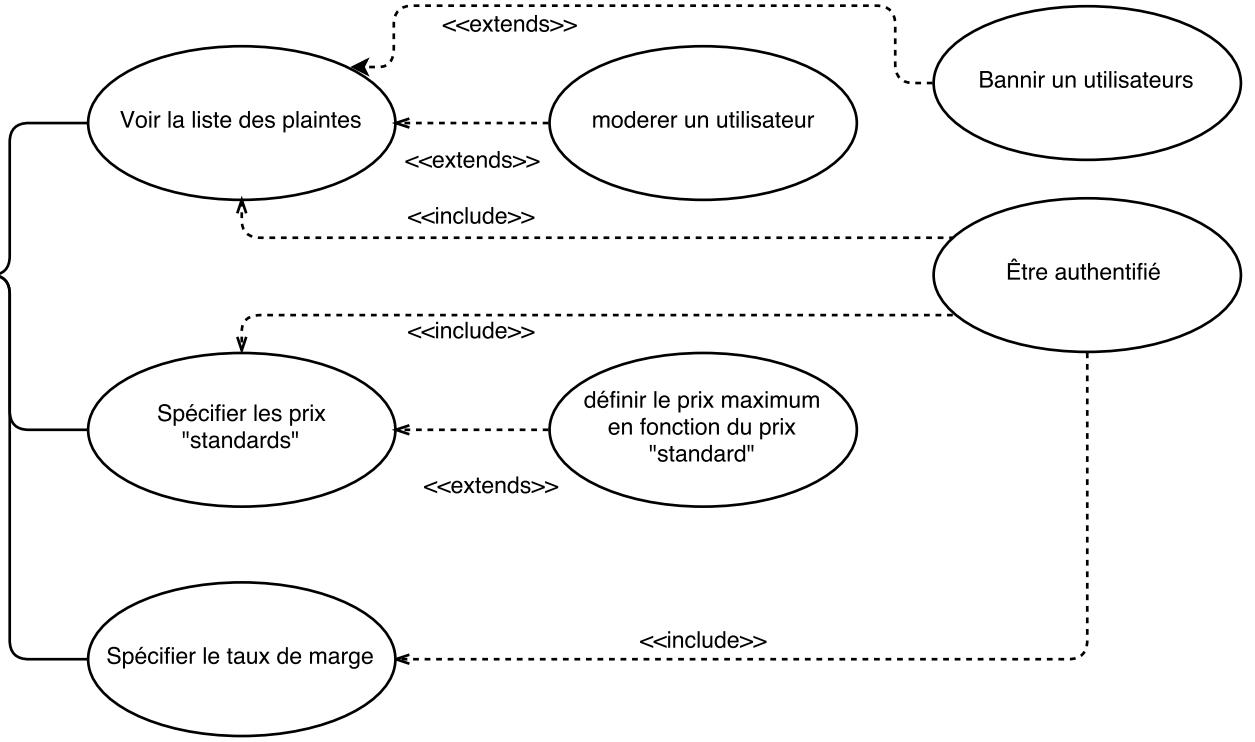 <<extends>>
Bannir un utilisateurs
Voir la liste des plaintes
moderer un utilisateur
<<extends>>
<<include>>
Être authentifié
<<include>>
Spécifier les prix
"standards"
définir le prix maximum
en fonction du prix
"standard"
<<extends>>
<<include>>
Spécifier le taux de marge